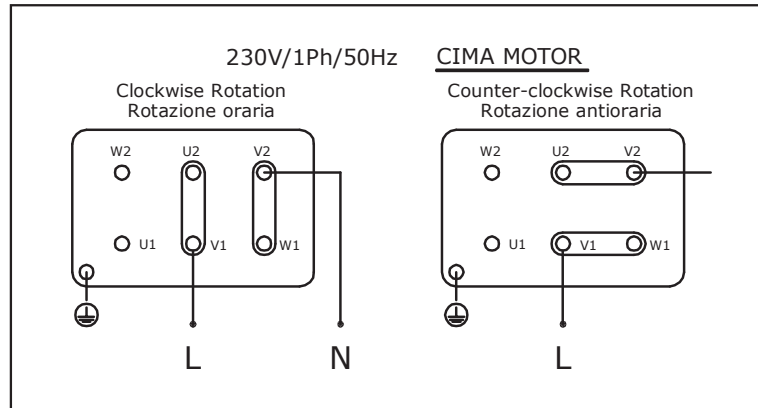 230V/1Ph/50Hz CIMA MOTOR
Clockwise Rotation
Rotazione oraria
W2 U2 V2
U1 V1 W1
L N
Counter-clockwise Rotation
Rotazione antioraria
W2 U2 V2
U1 V1 W1
L